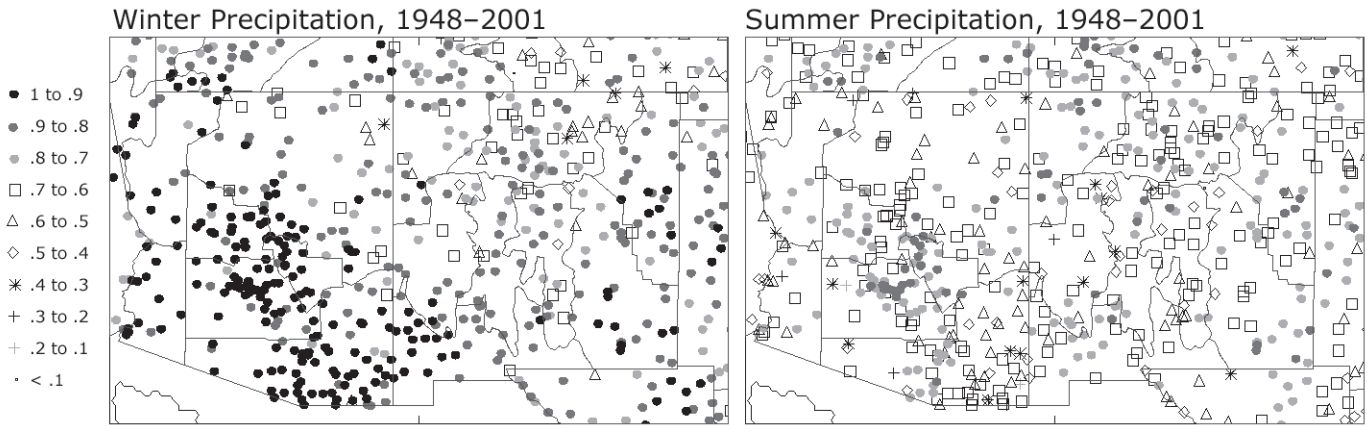 Winter Precipitation, 1948–2001
Summer Precipitation, 1948–2001
1 to .9
.9 to .8
.8 to .7
.7 to .6
.6 to .5
.5 to .4
.4 to .3
.3 to .2
.2 to .1
< .1